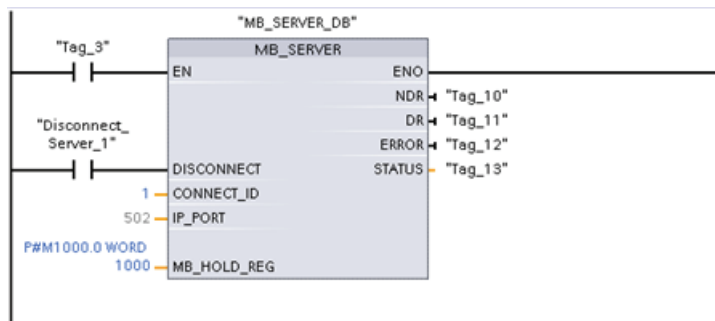 "MB_SERVER_DB"
"Tag_3"
MB_SERVER
EN
ENO
NDR
"Tag_10"
DR
"Tag_11"
"Disconnect_
Server_1"
ERROR
"Tag_12"
DISCONNECT
STATUS
"Tag_13"
1
CONNECT_ID
502
IP_PORT
P#M1000.0 WORD
1000
MB_HOLD_REG